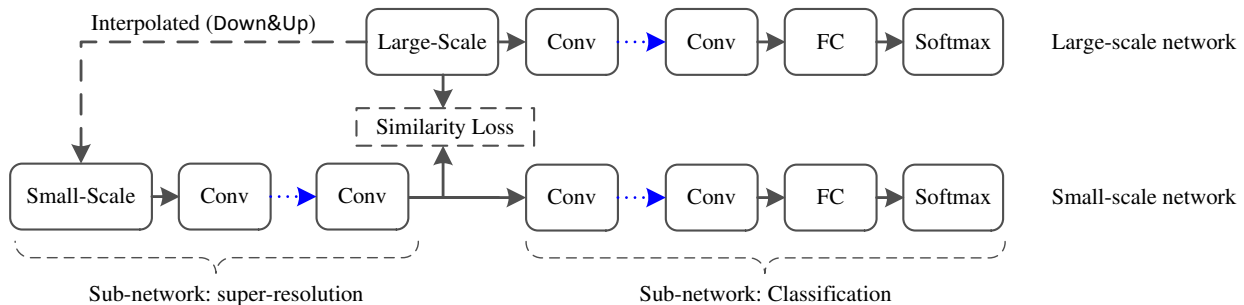 Interpolated (Down&Up)
Large-Scale
Conv
Conv
FC
Softmax
Large-scale network
Similarity Loss
Small-Scale
Conv
Conv
Conv
Conv
FC
Softmax
Small-scale network
Sub-network: super-resolution
Sub-network: Classification